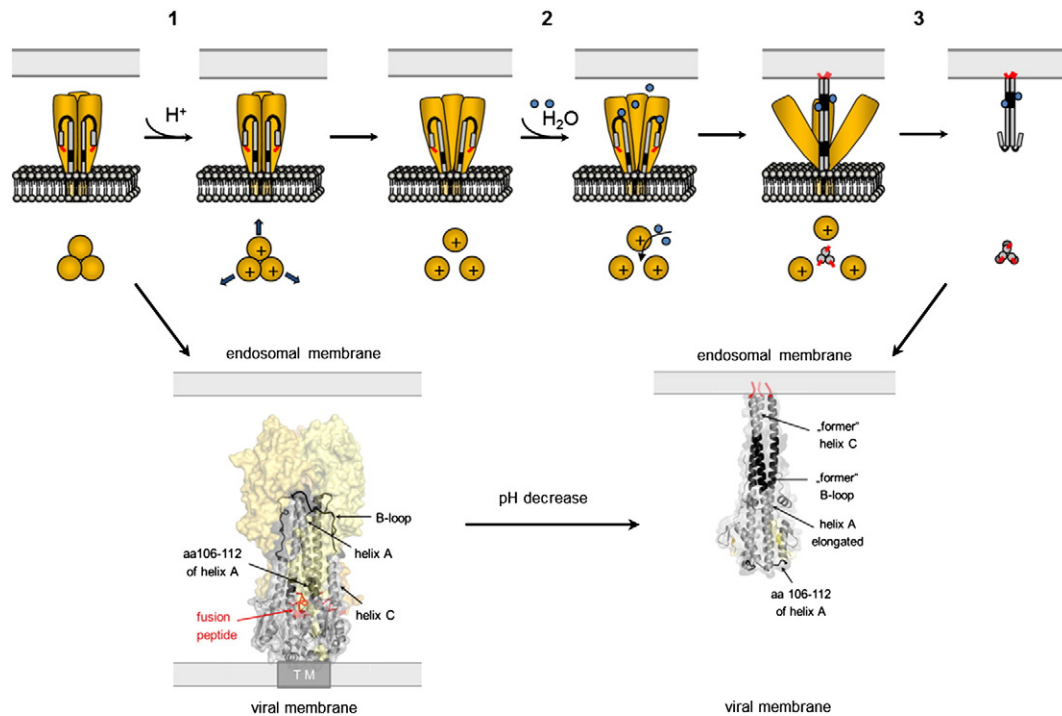 1
2
3
H+
H2O
+
+ +
+
+ +
+
+ +
+
+ +
endosomal membrane
B-loop
helix A
aa106-112
of helix A
helix C
fusion
peptide
TM
viral membrane
pH decrease
endosomal membrane
„former”
helix C
„former”
B-loop
helix A
elongated
aa 106-112
of helix A
viral membrane